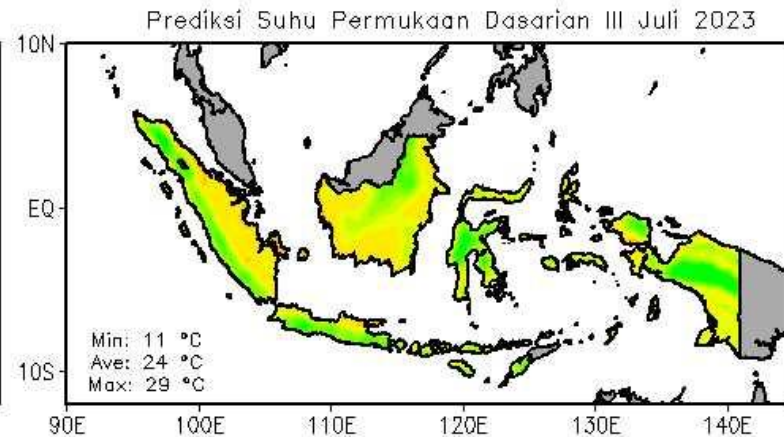 Prediksi Suhu Permukaan Dasarian III Juli 2023
10N
EQ
10S
Min: 11 °C
Ave: 24 °C
Max: 29 °C
90E 100E 110E 120E 130E 140E